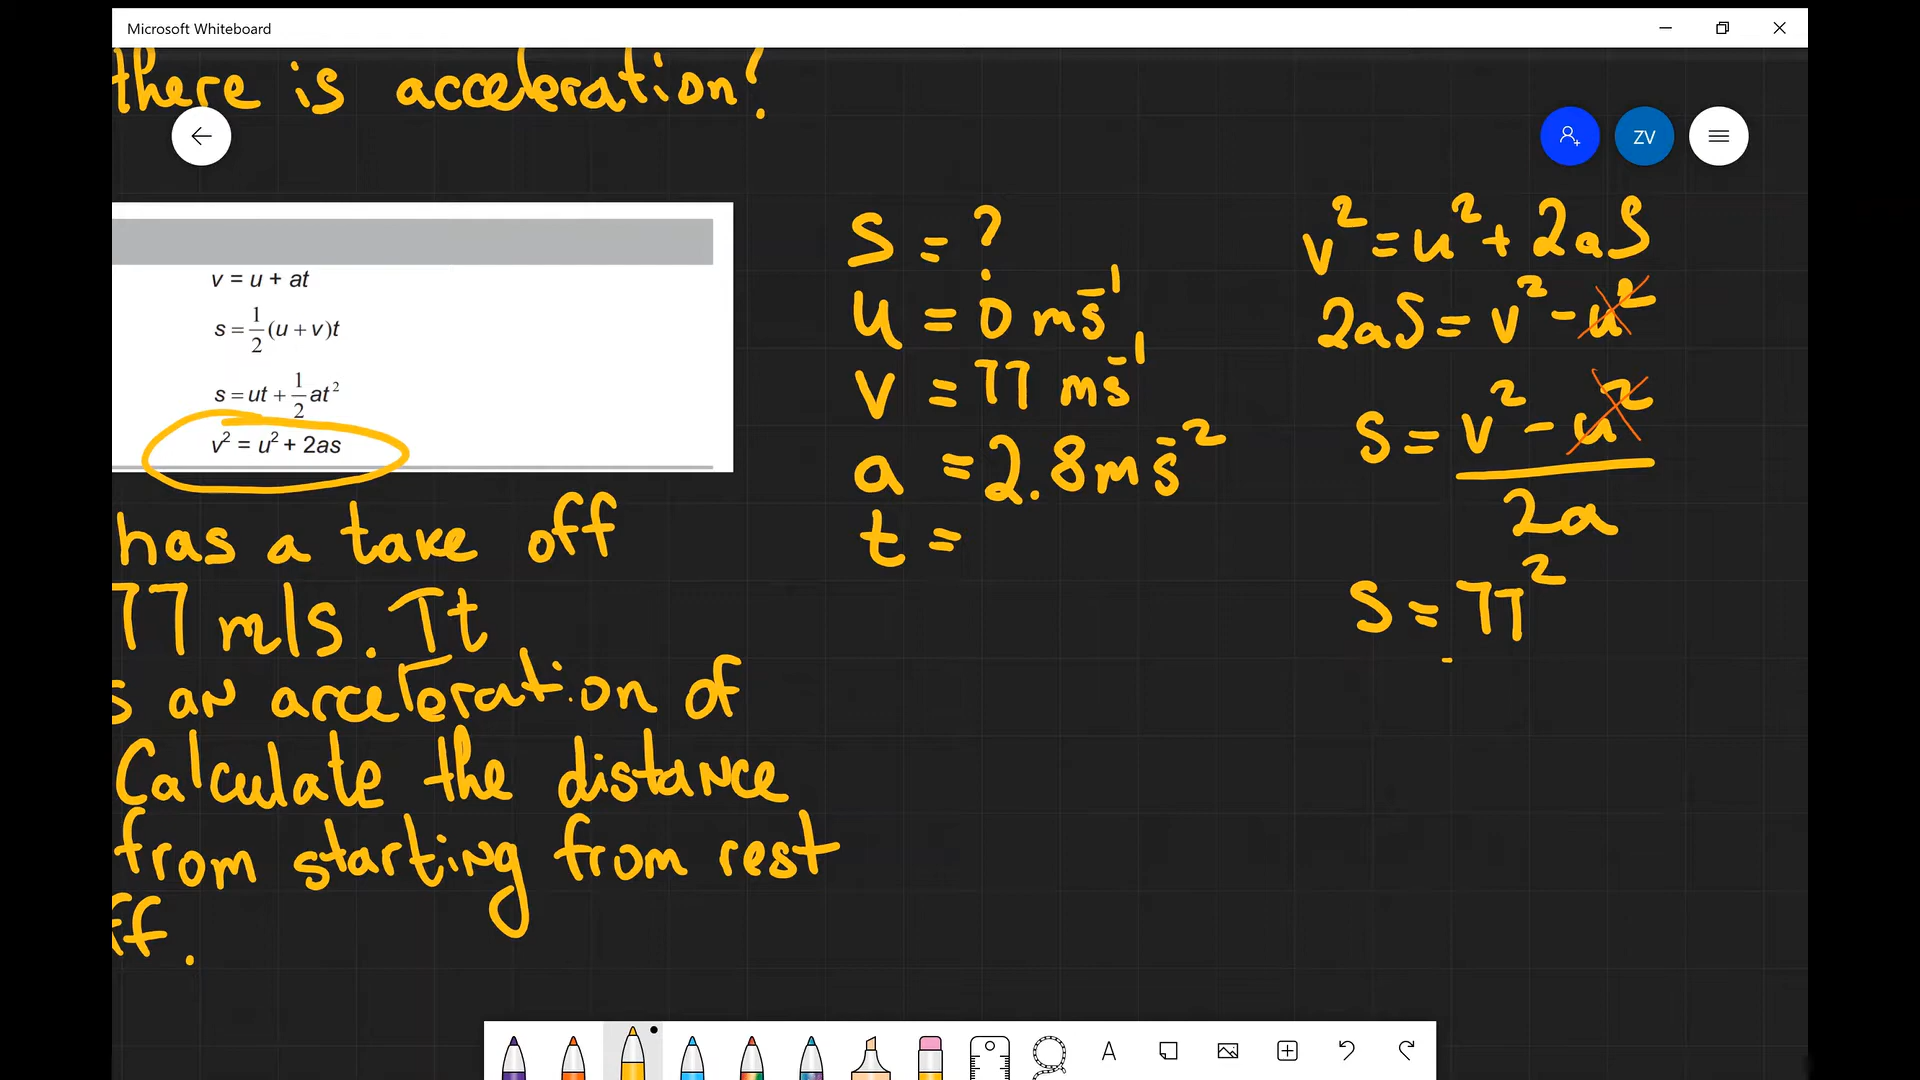 Microsoft Whiteboard
there is acceleration?
ZV
v = u + at
s = 1/2 (u + v)t
s = ut + 1/2 at²
v² = u² + 2as
has a take off
77 m/s. It
s an acceleration of
Calculate the distance
from starting from rest
ff.
S = ?
u = 0 ms⁻¹
v = 77 ms⁻¹
a = 2.8 ms⁻²
t =
v² = u² + 2aS
2aS = v² - u²
S = v² - u² / 2a
S = 77²
A